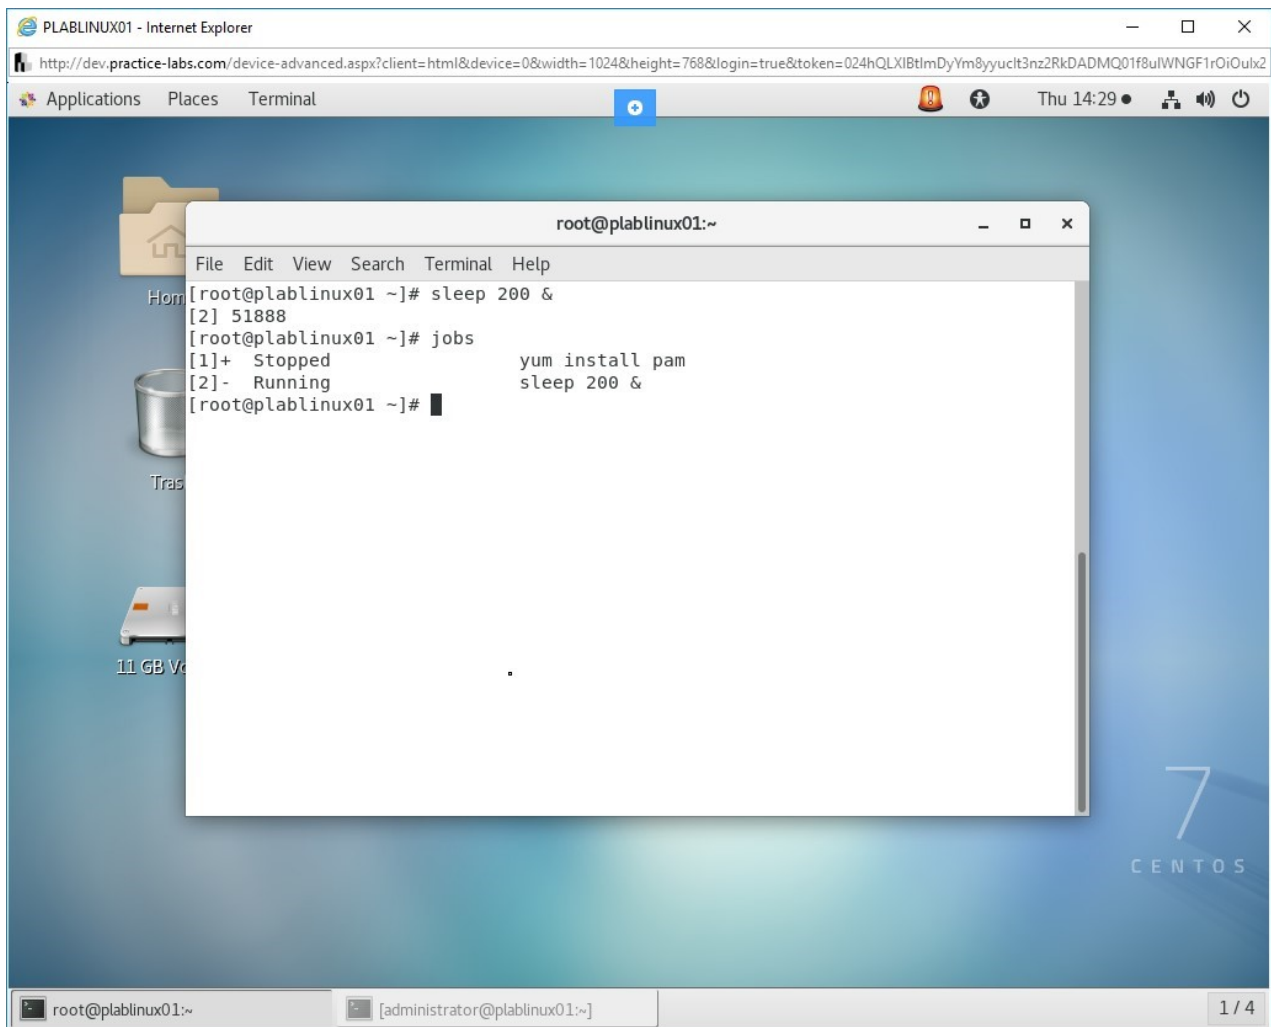 PLABLINUX01 - Internet Explorer
http://dev.practice-labs.com/device-advanced.aspx?client=html&device=0&width=1024&height=768&login=true&token=
Applications Places Terminal Thu 14:29
root@plablinux01:~
File Edit View Search Terminal Help
Hom
[root@plablinux01 ~]# sleep 200 &
[2] 51888
[root@plablinux01 ~]# jobs
[1]+ Stopped yum install pam
[2]- Running sleep 200 &
[root@plablinux01 ~]#
Tras
11 GB Vo
7
CENTOS
root@plablinux01:~ [administrator@plablinux01:~] 1 / 4